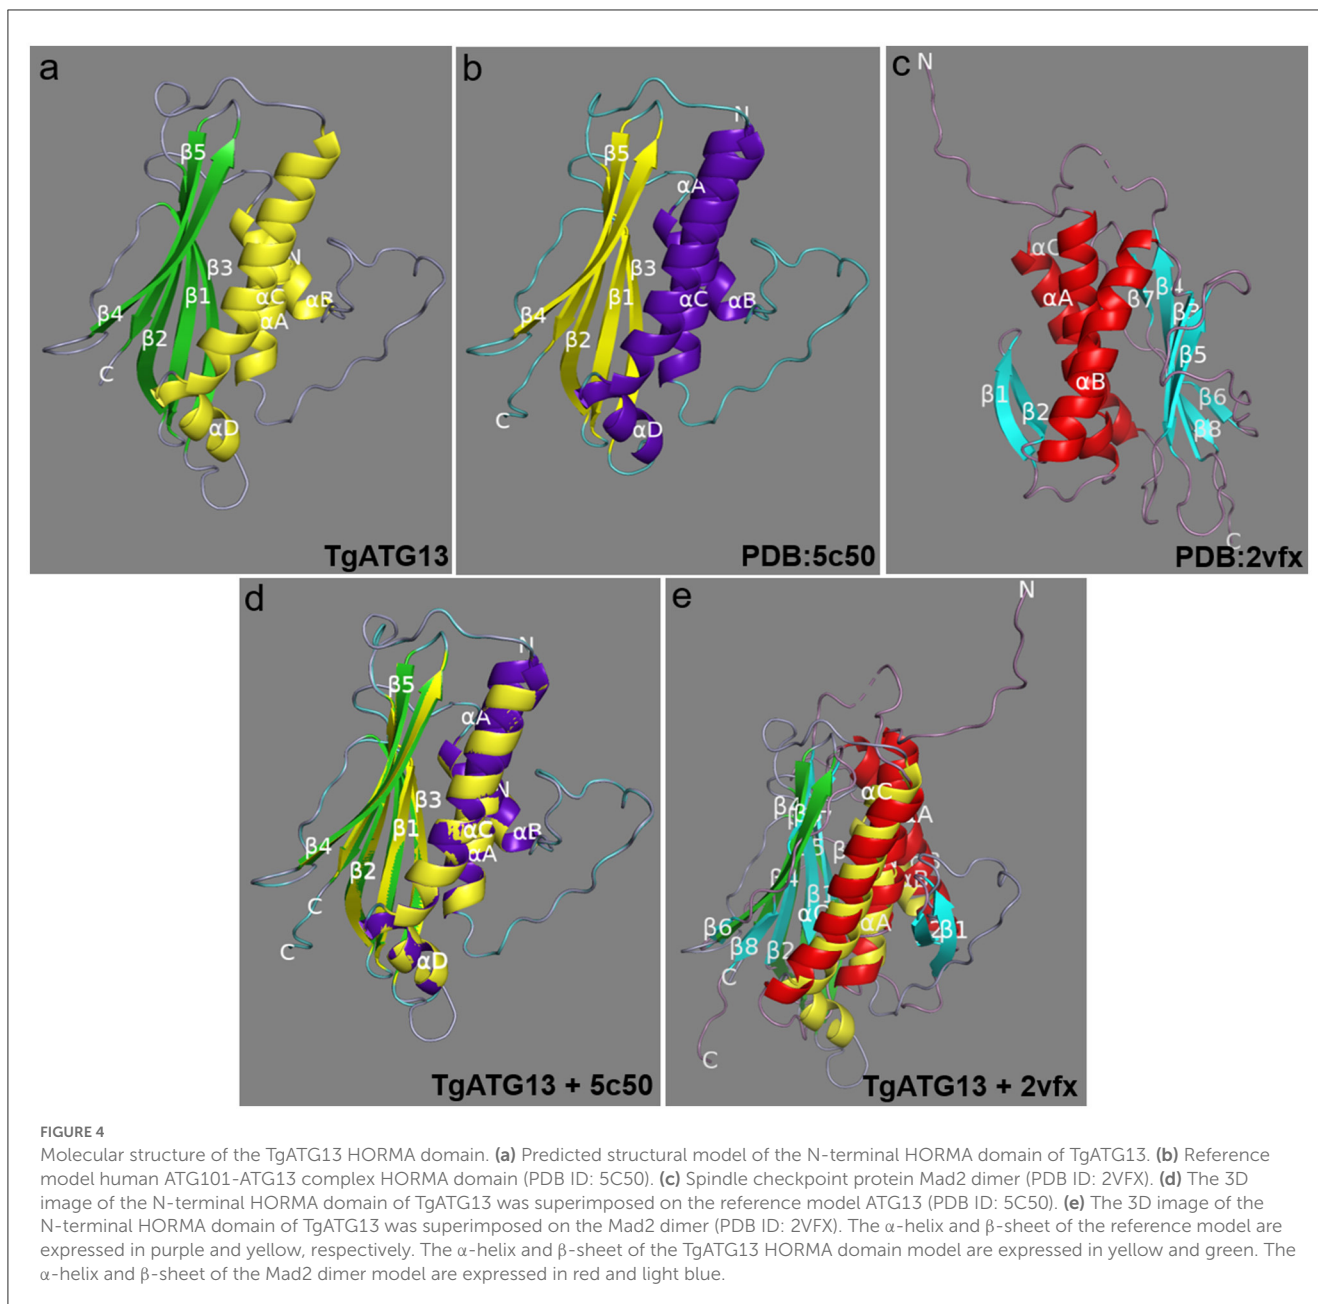 a
β5
N
β3
β1
αC
αB
αA
β4
β2
C
αD
TgATG13
b
N
β5
αA
β3
β1
αC
αB
β4
β2
C
αD
PDB:5c50
c
N
αC
αA
β7
β4
β3
β5
αB
β1
β2
β6
β8
C
PDB:2vfx
d
N
β5
αA
N
β3
β1
αC
αB
αA
β4
β2
C
C
αD
TgATG13 + 5c50
e
N
αC
αA
β4
β4
αB
αC
αA
β1
β6
β8
β2
C
C
TgATG13 + 2vfx
FIGURE 4
Molecular structure of the TgATG13 HORMA domain. (a) Predicted structural model of the N-terminal HORMA domain of TgATG13. (b) Reference
model human ATG101-ATG13 complex HORMA domain (PDB ID: 5C50). (c) Spindle checkpoint protein Mad2 dimer (PDB ID: 2VFX). (d) The 3D
image of the N-terminal HORMA domain of TgATG13 was superimposed on the reference model ATG13 (PDB ID: 5C50). (e) The 3D image of the
N-terminal HORMA domain of TgATG13 was superimposed on the Mad2 dimer (PDB ID: 2VFX). The α-helix and β-sheet of the reference model are
expressed in purple and yellow, respectively. The α-helix and β-sheet of the TgATG13 HORMA domain model are expressed in yellow and green. The
α-helix and β-sheet of the Mad2 dimer model are expressed in red and light blue.